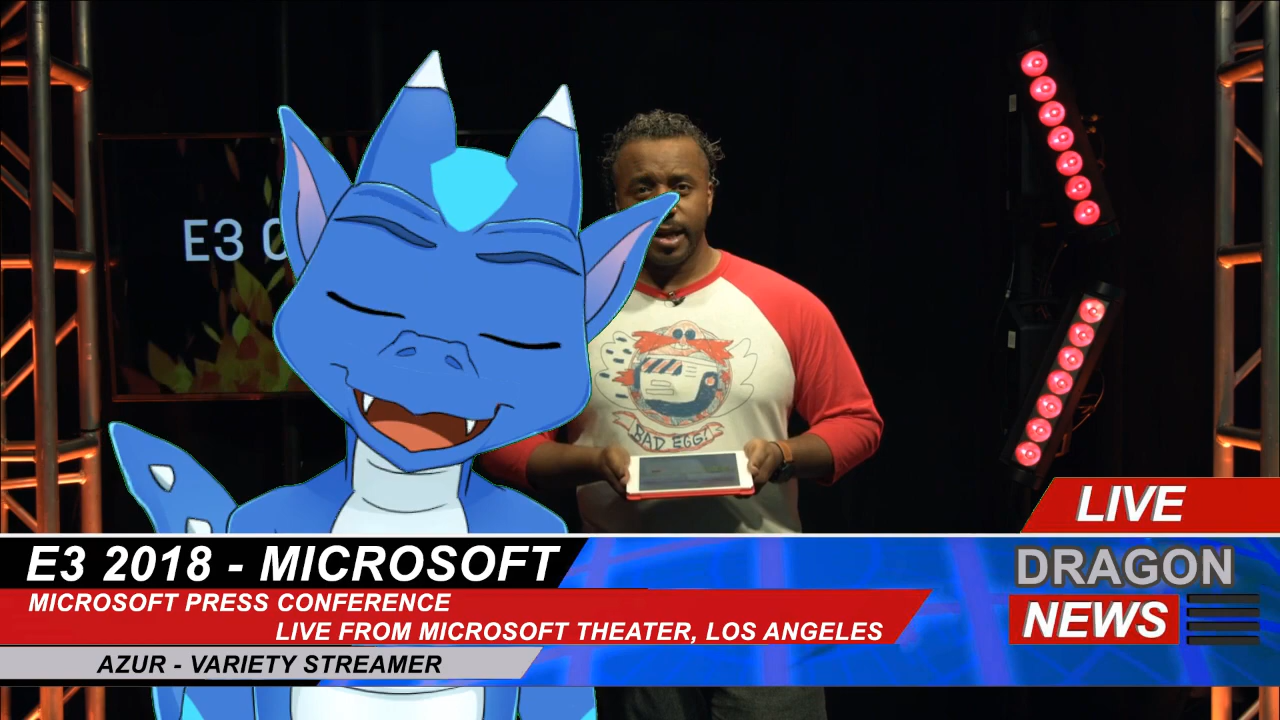 E3
BAD EGG!
LIVE
E3 2018 - MICROSOFT
MICROSOFT PRESS CONFERENCE
LIVE FROM MICROSOFT THEATER, LOS ANGELES
AZUR - VARIETY STREAMER
DRAGON
NEWS